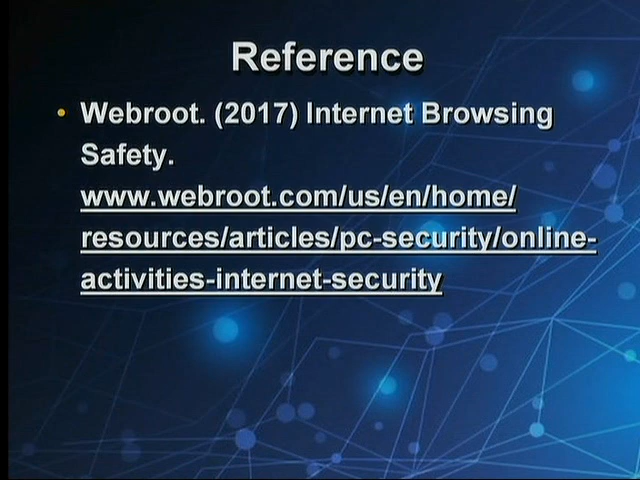 Reference
• Webroot. (2017) Internet Browsing
Safety.
www.webroot.com/us/en/home/
resources/articles/pc-security/online-
activities-internet-security